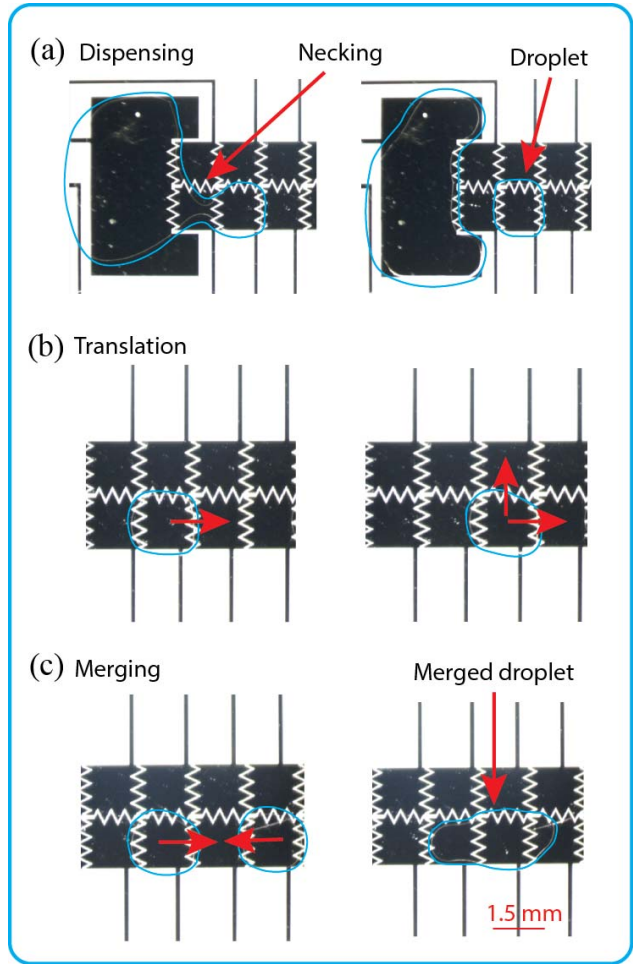 (a) Dispensing
Necking
Droplet
(b) Translation
(c) Merging
Merged droplet
1.5 mm